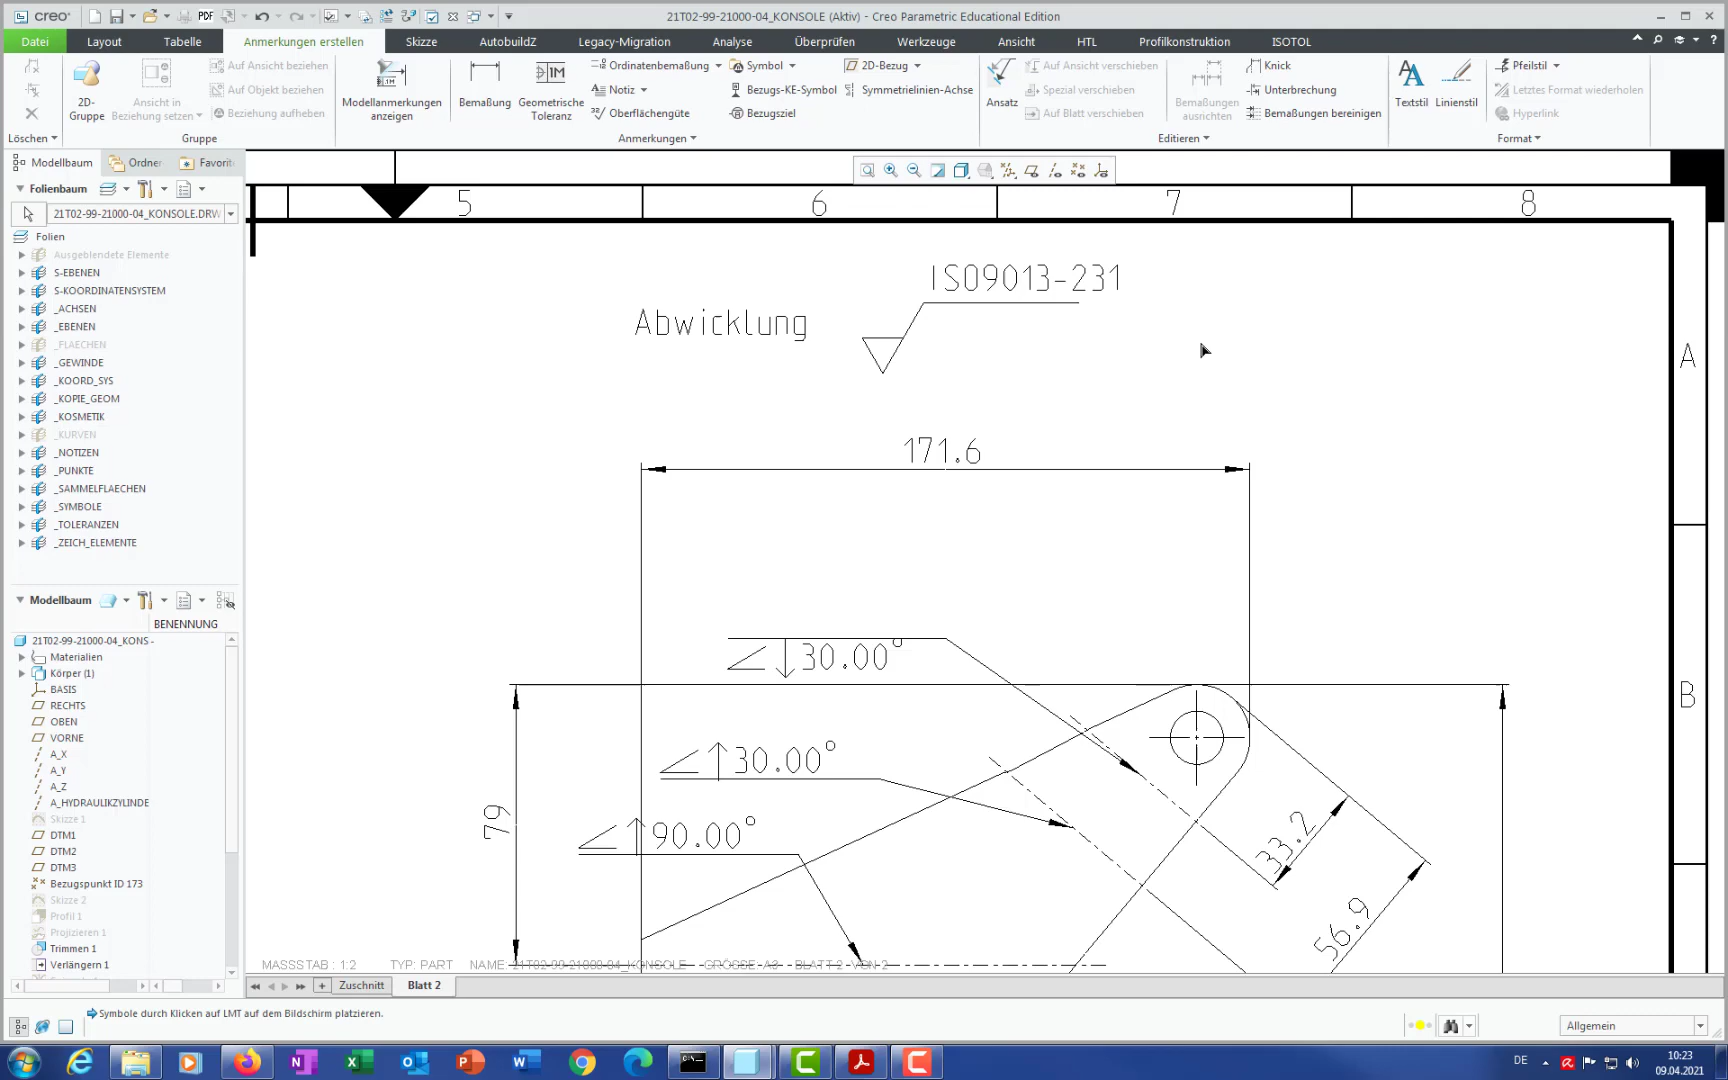 creo
PDF
21T02-99-21000-04_KONSOLE (Aktiv) - Creo Parametric Educational Edition
Datei
Layout
Tabelle
Anmerkungen erstellen
Skizze
AutobuildZ
Legacy-Migration
Analyse
Überprüfen
Werkzeuge
Ansicht
HTL
Profilkonstruktion
ISOTOL
2D-
Gruppe
Ansicht in
Beziehung setzen
Auf Ansicht beziehen
Auf Objekt beziehen
Beziehung aufheben
Modellanmerkungen
anzeigen
Bemaßung
Geometrische
Toleranz
Ordinatenbemaßung
Notiz
Oberflächengüte
Symbol
Bezugs-KE-Symbol
Bezugsziel
2D-Bezug
Symmetrielinien-Achse
Ansatz
Auf Ansicht verschieben
Spezial verschieben
Auf Blatt verschieben
Bemaßungen
ausrichten
Knick
Unterbrechung
Bemaßungen bereinigen
Textstil
Linienstil
Pfeilstil
Letztes Format wiederholen
Hyperlink
Löschen
Gruppe
Anmerkungen
Editieren
Format
Modellbaum
Ordner
Favorit
Folienbaum
21T02-99-21000-04_KONSOLE.DRW
Folien
Ausgeblendete Elemente
S-EBENEN
S-KOORDINATENSYSTEM
_ACHSEN
_EBENEN
_FLAECHEN
_GEWINDE
_KOORD_SYS
_KOPIE_GEOM
_KOSMETIK
_KURVEN
_NOTIZEN
_PUNKTE
_SAMMELFLAECHEN
_SYMBOLE
_TOLERANZEN
_ZEICH_ELEMENTE
Modellbaum
BENENNUNG
21T02-99-21000-04_KONS -
Materialien
Körper (1)
BASIS
RECHTS
OBEN
VORNE
A_X
A_Y
A_Z
A_HYDRAULIKZYLINDE
Skizze 1
DTM1
DTM2
DTM3
Bezugspunkt ID 173
Skizze 2
Profil 1
Projizieren 1
Trimmen 1
Verlängern 1
5
6
7
8
A
B
ISO9013-231
Abwicklung
171.6
30.00°
30.00°
90.00°
79
33.2
56.9
MASSSTAB : 1:2 TYP: PART NAME: 21T02-99-21000-04_KONSOLE GRÖSSE: A3 BLATT 2 VON 2
Zuschnitt
Blatt 2
Symbole durch Klicken auf LMT auf dem Bildschirm platzieren.
Allgemein
DE
10:23
09.04.2021